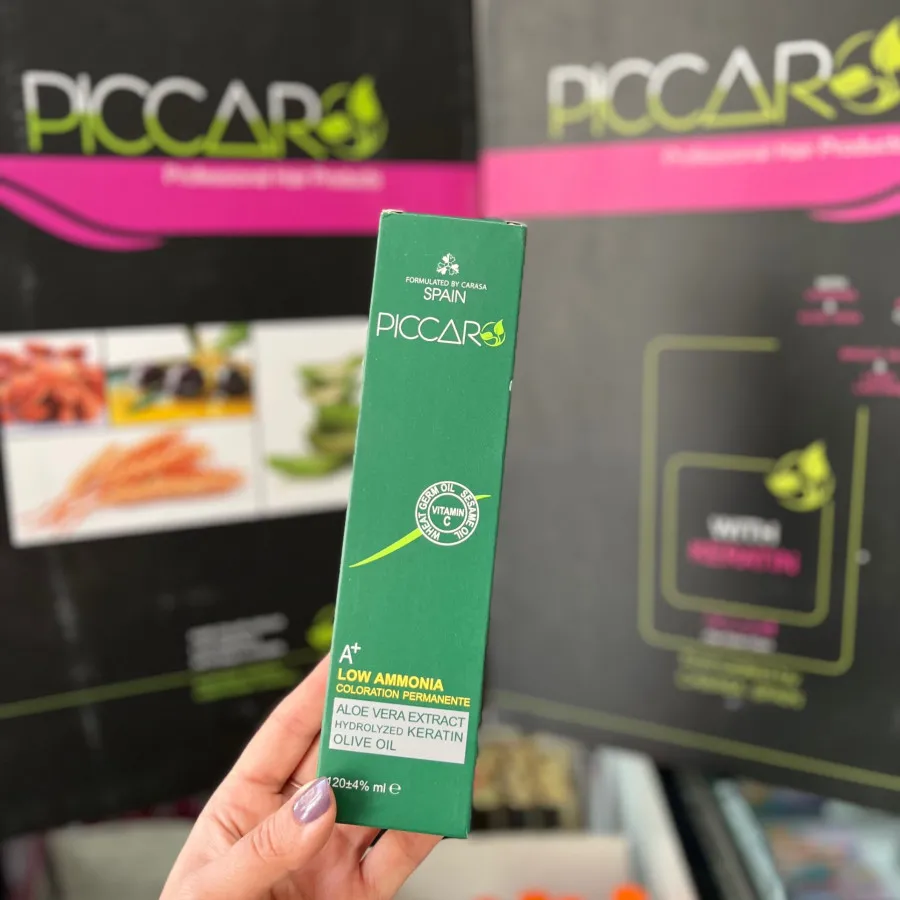 PICCARO
Professional Hair Products
PICCARO
Professional Hair Products
FORMULATED BY CARASA
SPAIN
PICCARO
WHEAT GERM OIL SESAME OIL
VITAMIN
C
A+
LOW AMMONIA
COLORATION PERMANENTE
ALOE VERA EXTRACT
HYDROLYZED KERATIN
OLIVE OIL
120±4% ml ℮
WITH
KERATIN